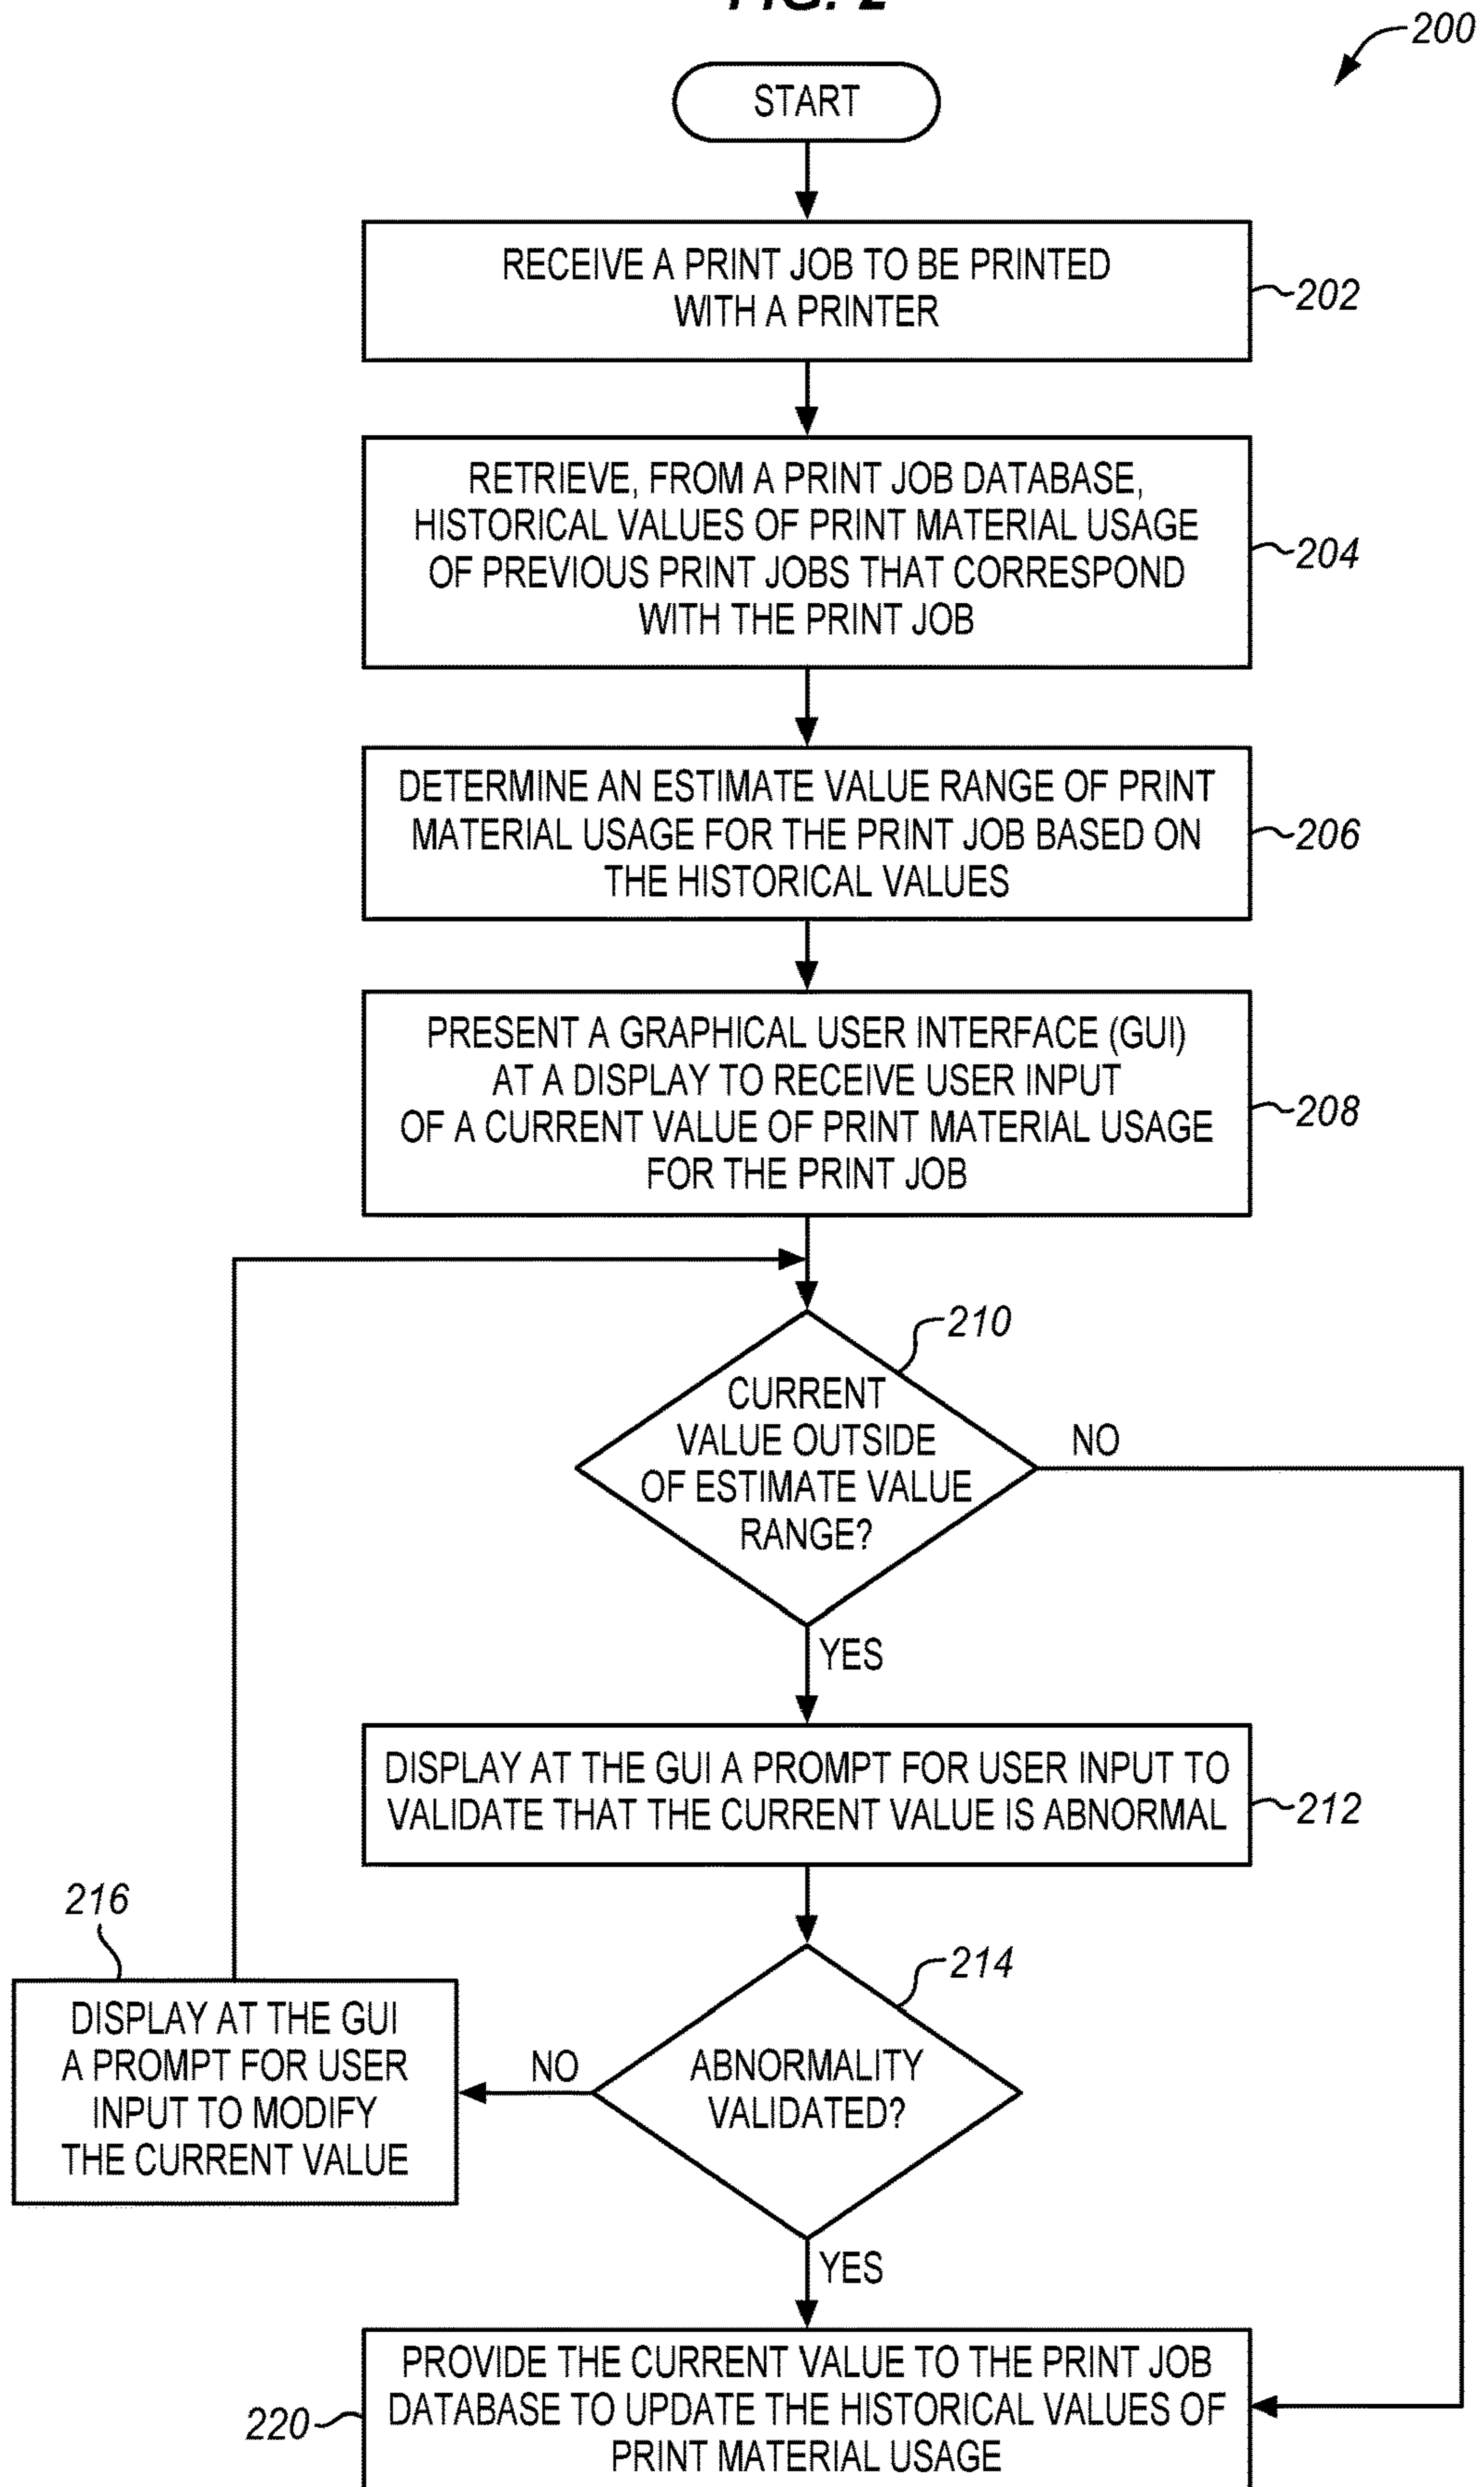 FIG. 2
200
START
RECEIVE A PRINT JOB TO BE PRINTED
WITH A PRINTER
202
RETRIEVE, FROM A PRINT JOB DATABASE,
HISTORICAL VALUES OF PRINT MATERIAL USAGE
OF PREVIOUS PRINT JOBS THAT CORRESPOND
WITH THE PRINT JOB
204
DETERMINE AN ESTIMATE VALUE RANGE OF PRINT
MATERIAL USAGE FOR THE PRINT JOB BASED ON
THE HISTORICAL VALUES
206
PRESENT A GRAPHICAL USER INTERFACE (GUI)
AT A DISPLAY TO RECEIVE USER INPUT
OF A CURRENT VALUE OF PRINT MATERIAL USAGE
FOR THE PRINT JOB
208
210
CURRENT
VALUE OUTSIDE
OF ESTIMATE VALUE
RANGE?
NO
YES
DISPLAY AT THE GUI A PROMPT FOR USER INPUT TO
VALIDATE THAT THE CURRENT VALUE IS ABNORMAL
212
216
DISPLAY AT THE GUI
A PROMPT FOR USER
INPUT TO MODIFY
THE CURRENT VALUE
NO
214
ABNORMALITY
VALIDATED?
YES
PROVIDE THE CURRENT VALUE TO THE PRINT JOB
DATABASE TO UPDATE THE HISTORICAL VALUES OF
PRINT MATERIAL USAGE
220